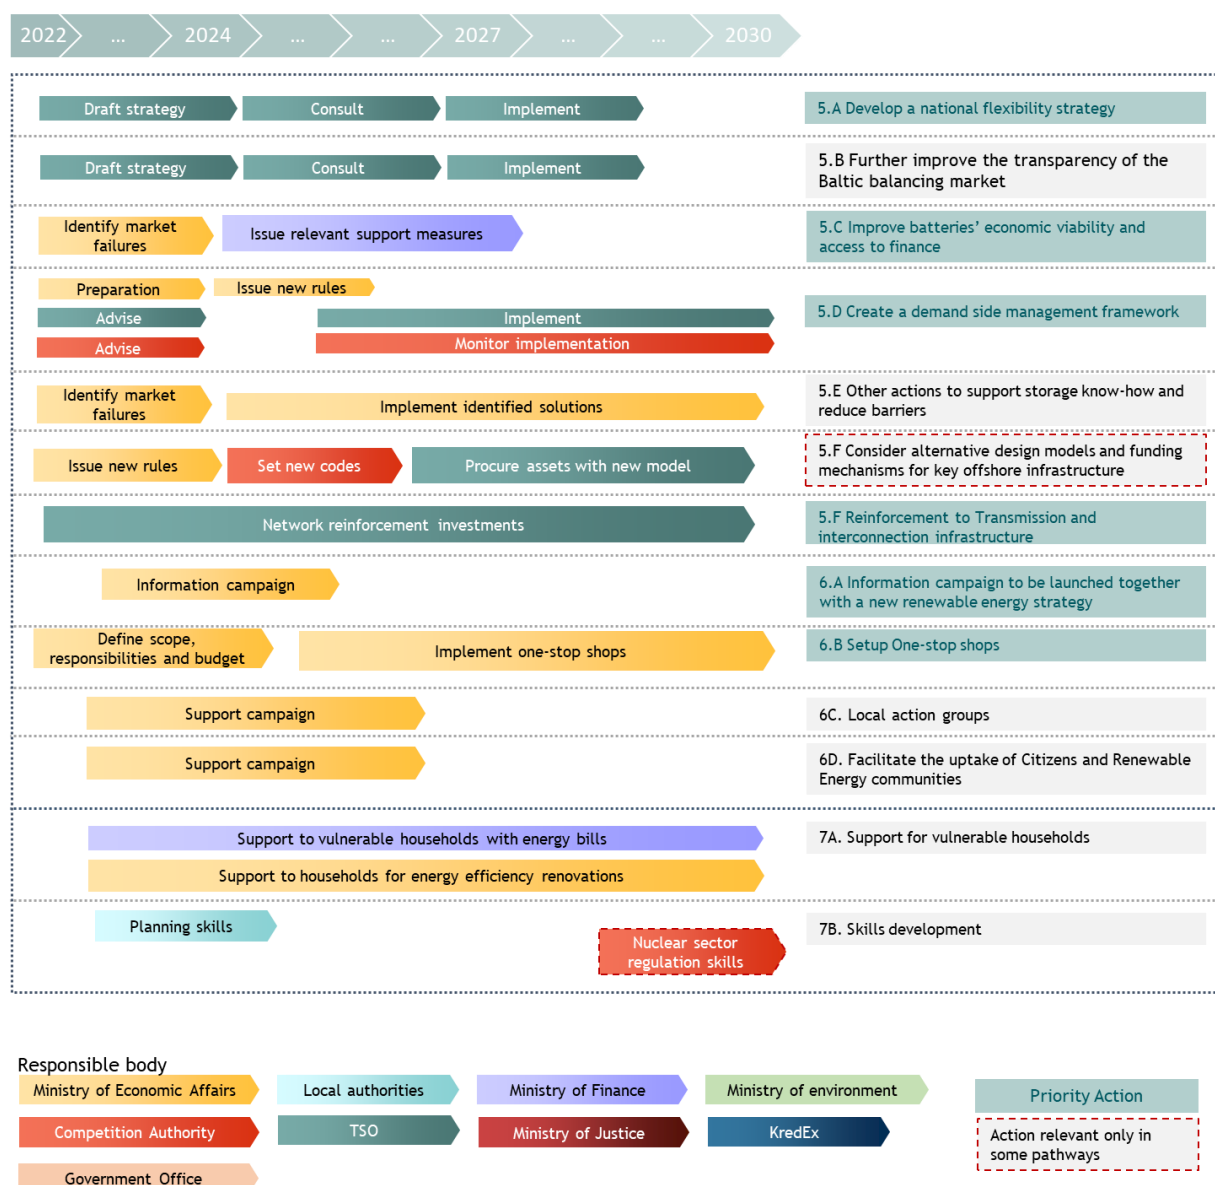 2022 ... 2024 ... ... 2027 ... ... 2030
Draft strategy Consult Implement 5.A Develop a national flexibility strategy
Draft strategy Consult Implement
5.B Further improve the transparency of the
Baltic balancing market
Identify market
failures
Issue relevant support measures
5.C Improve batteries’ economic viability and
access to finance
Preparation Issue new rules
Advise Implement
Advise Monitor implementation
5.D Create a demand side management framework
Identify market
failures
Implement identified solutions
5.E Other actions to support storage know-how and
reduce barriers
Issue new rules Set new codes Procure assets with new model
5.F Consider alternative design models and funding
mechanisms for key offshore infrastructure
Network reinforcement investments
5.F Reinforcement to Transmission and
interconnection infrastructure
Information campaign
6.A Information campaign to be launched together
with a new renewable energy strategy
Define scope,
responsibilities and budget
Implement one-stop shops
6.B Setup One-stop shops
Support campaign
6C. Local action groups
Support campaign
6D. Facilitate the uptake of Citizens and Renewable
Energy communities
Support to vulnerable households with energy bills
Support to households for energy efficiency renovations
7A. Support for vulnerable households
Planning skills
Nuclear sector
regulation skills
7B. Skills development
Responsible body
Ministry of Economic Affairs Local authorities Ministry of Finance Ministry of environment
Competition Authority TSO Ministry of Justice KredEx
Government Office
Priority Action
Action relevant only in
some pathways